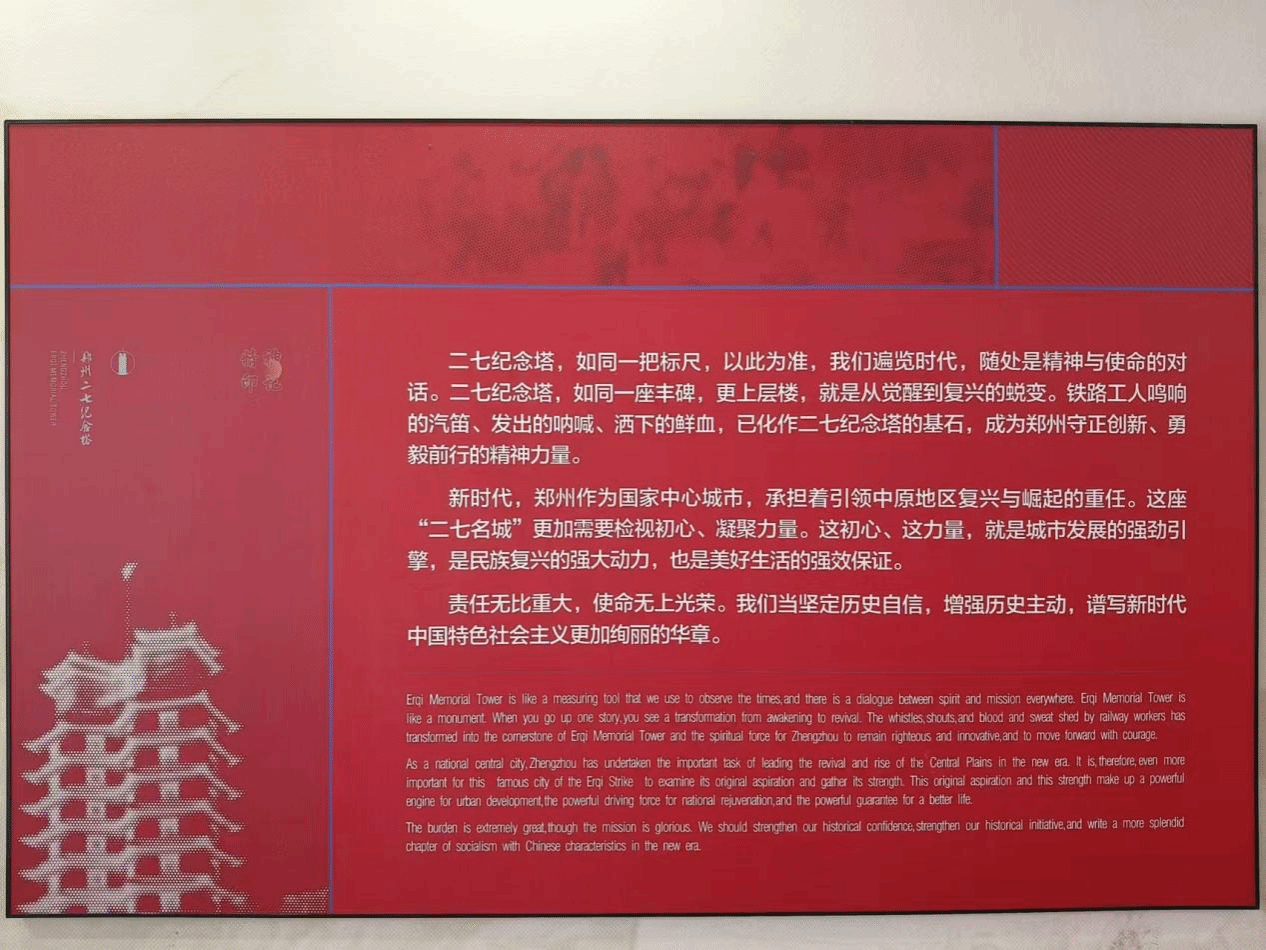 郑州二七纪念塔
ZHENGZHOU
ERQI MEMORIAL TOWER
二七纪念塔，如同一把标尺，以此为准，我们遍览时代，随处是精神与使命的对
话。二七纪念塔，如同一座丰碑，更上层楼，就是从觉醒到复兴的蜕变。铁路工人鸣响
的汽笛、发出的呐喊、洒下的鲜血，已化作二七纪念塔的基石，成为郑州守正创新、勇
毅前行的精神力量。
新时代，郑州作为国家中心城市，承担着引领中原地区复兴与崛起的重任。这座
“二七名城”更加需要检视初心、凝聚力量。这初心、这力量，就是城市发展的强劲引
擎，是民族复兴的强大动力，也是美好生活的强效保证。
责任无比重大，使命无上光荣。我们当坚定历史自信，增强历史主动，谱写新时代
中国特色社会主义更加绚丽的华章。
Erqi Memorial Tower is like a measuring tool that we use to observe the times,and there is a dialogue between spirit and mission everywhere. Erqi Memorial Tower is
like a monument. When you go up one story,you see a transformation from awakening to revival. The whistles,shouts,and blood and sweat shed by railway workers has
transformed into the cornerstone of Erqi Memorial Tower and the spiritual force for Zhengzhou to remain righteous and innovative,and to move forward with courage.
As a national central city,Zhengzhou has undertaken the important task of leading the revival and rise of the Central Plains in the new era. It is,therefore,even more
important for this famous city of the Erqi Strike to examine its original aspiration and gather its strength. This original aspiration and this strength make up a powerful
engine for urban development,the powerful driving force for national rejuvenation,and the powerful guarantee for a better life.
The burden is extremely great,though the mission is glorious. We should strengthen our historical confidence,strengthen our historical initiative,and write a more splendid
chapter of socialism with Chinese characteristics in the new era.